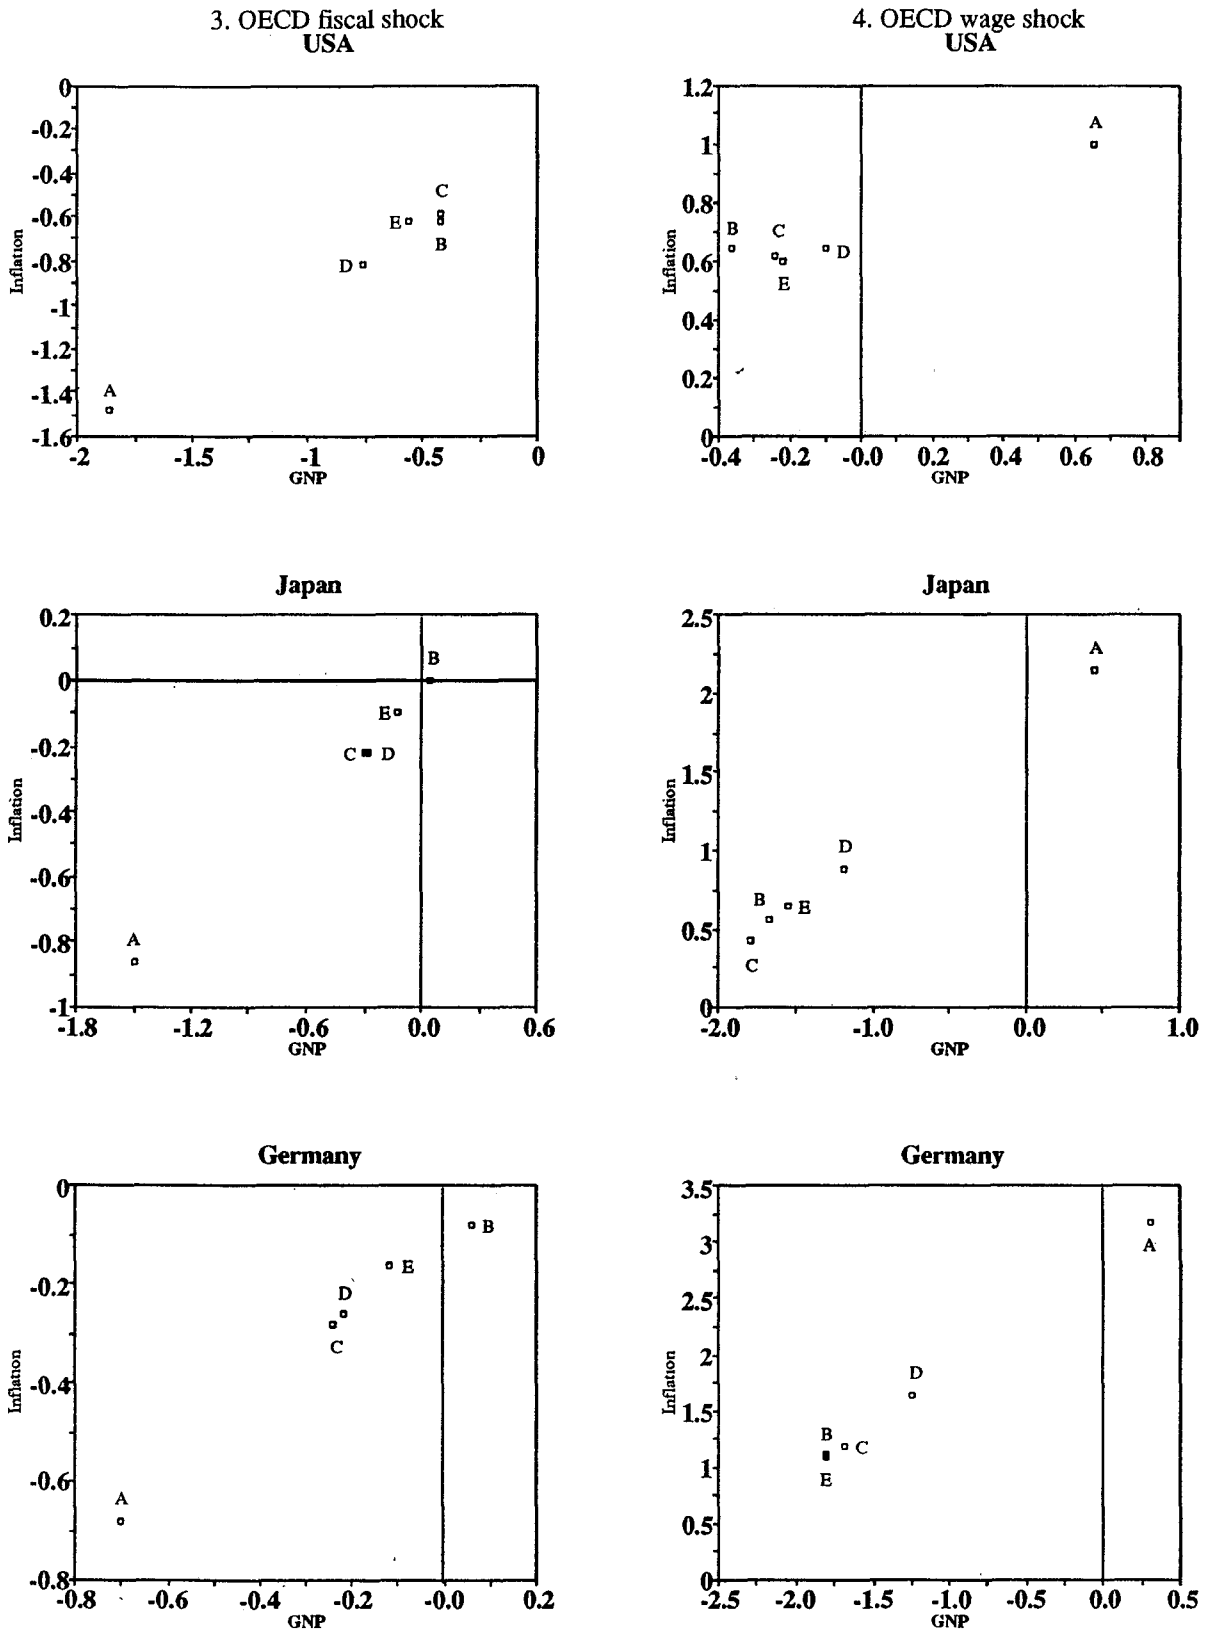 3. OECD fiscal shock
USA
0
-0.2
-0.4
-0.6
-0.8
-1
-1.2
-1.4
-1.6
Inflation
C
E
B
D
A
-2 -1.5 -1 -0.5 0
GNP
4. OECD wage shock
USA
1.2
1
0.8
0.6
0.4
0.2
0
Inflation
A
B C
D
E
-0.4 -0.2 -0.0 0.2 0.4 0.6 0.8
GNP
Japan
0.2
0
-0.2
-0.4
-0.6
-0.8
-1
Inflation
B
E
C D
A
-1.8 -1.2 -0.6 0.0 0.6
GNP
Japan
2.5
2
1.5
1
0.5
0
Inflation
A
D
B E
C
-2.0 -1.0 0.0 1.0
GNP
Germany
0
-0.2
-0.4
-0.6
-0.8
Inflation
B
E
D
C
A
-0.8 -0.6 -0.4 -0.2 -0.0 0.2
GNP
Germany
3.5
3
2.5
2
1.5
1
0.5
0
Inflation
A
D
B
C
E
-2.5 -2.0 -1.5 -1.0 -0.5 0.0 0.5
GNP